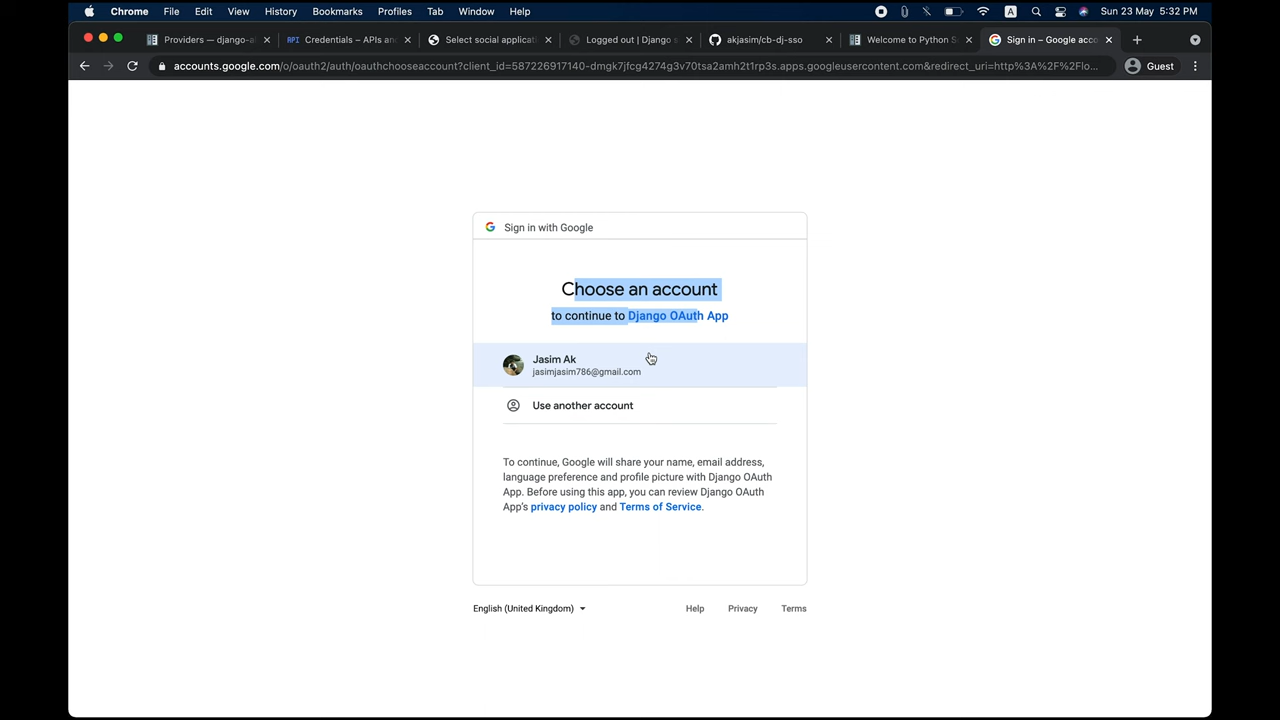 Chrome File Edit View History Bookmarks Profiles Tab Window Help A Sun 23 May 5:32 PM
Providers — django-al API Credentials – APIs and Select social applicati Logged out | Django s akjasim/cb-dj-sso Welcome to Python S Sign in – Google acco
accounts.google.com/o/oauth2/auth/oauthchooseaccount?client_id=587226917140-dmgk7jfcg4274g3v70tsa2amh2t1rp3s.apps.googleusercontent.com&redirect_uri=http%3A%2F%2Flo... Guest
Sign in with Google
Choose an account
to continue to Django OAuth App
Jasim Ak
jasimjasim786@gmail.com
Use another account
To continue, Google will share your name, email address,
language preference and profile picture with Django OAuth
App. Before using this app, you can review Django OAuth
App's privacy policy and Terms of Service.
English (United Kingdom) Help Privacy Terms